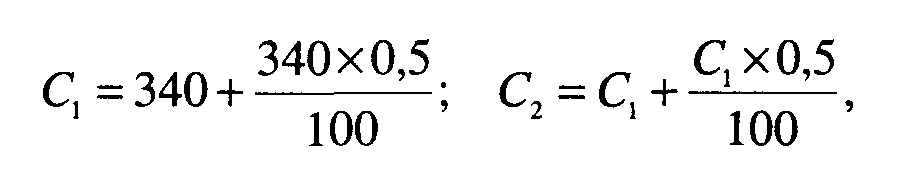 C₁ = 340 + 340×0,5/100; C₂ = C₁ + C₁×0,5/100,